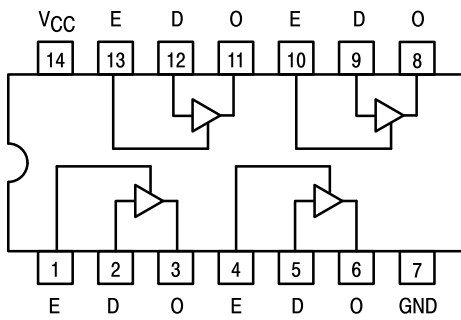 VCC E D O E D O
14 13 12 11 10 9 8
1 2 3 4 5 6 7
E D O E D O GND